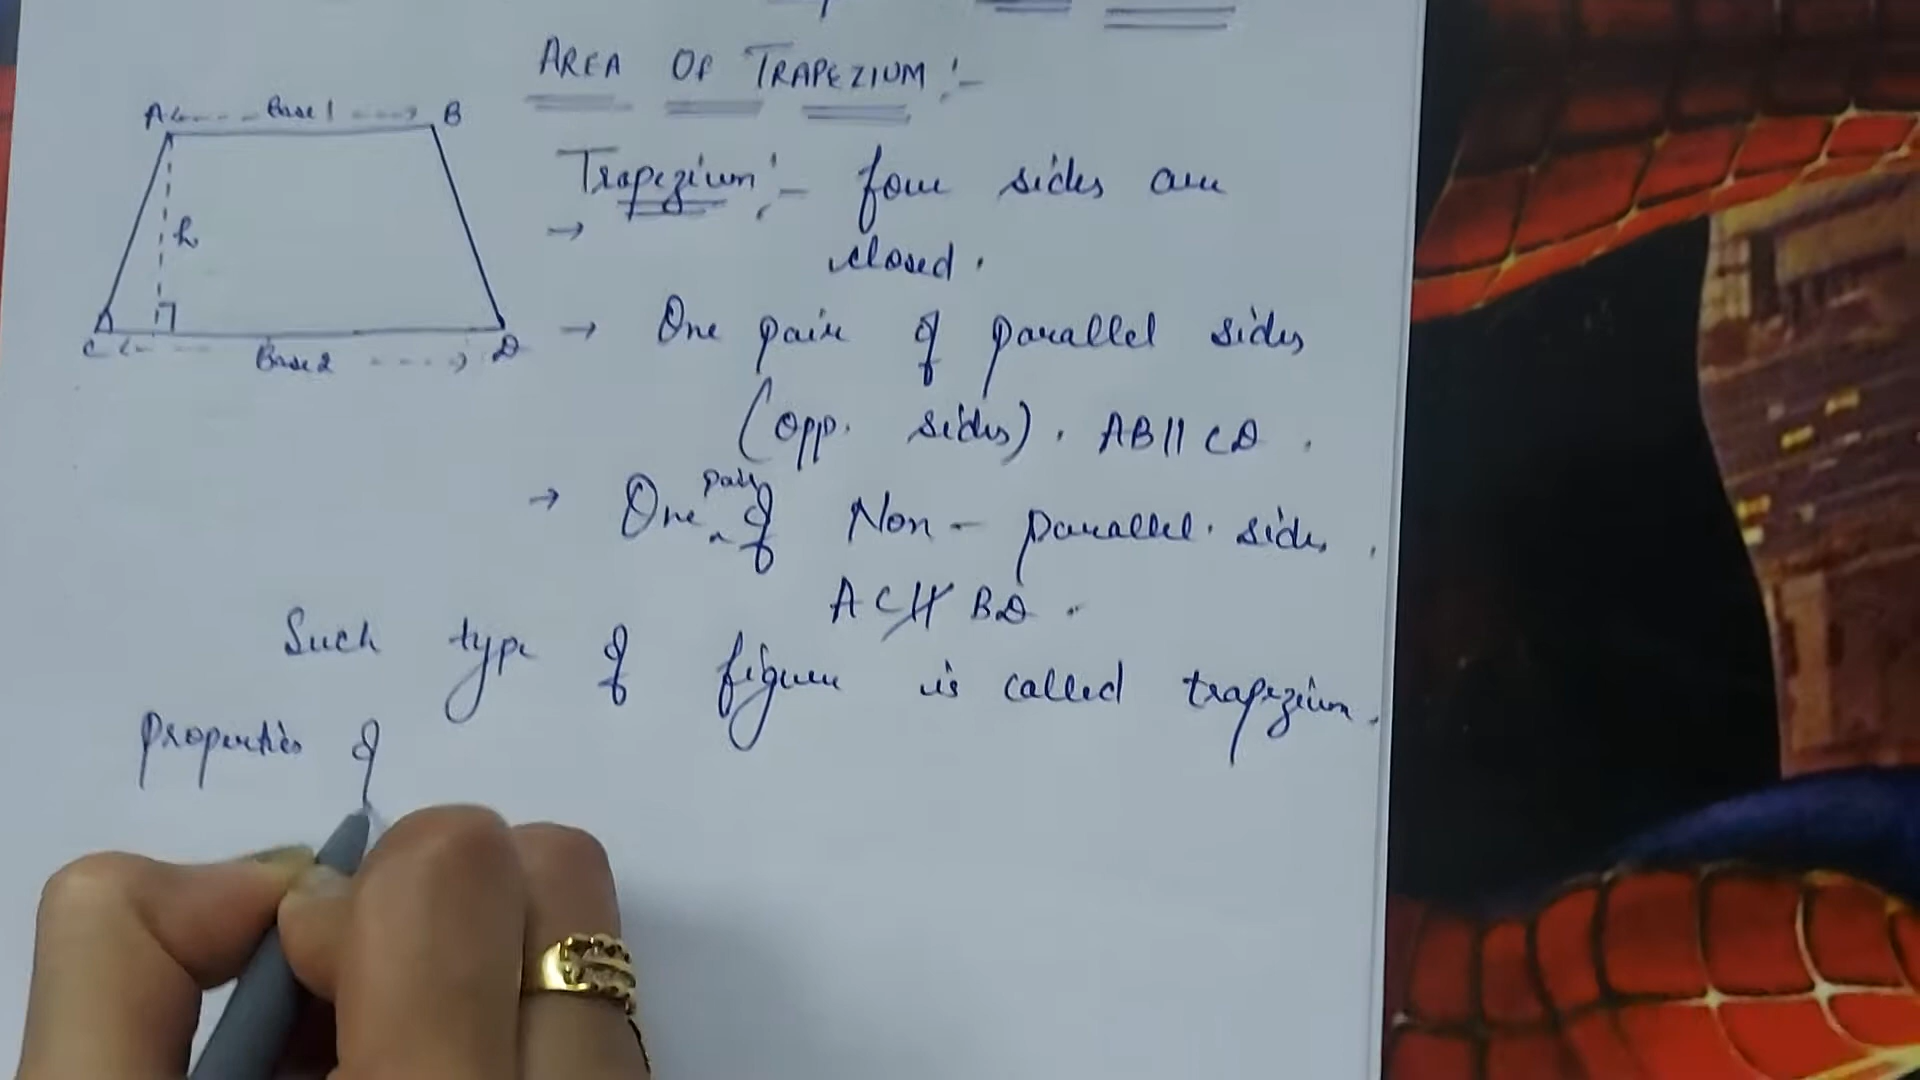 AREA OF TRAPEZIUM :-
A <- - - Base 1 - - -> B
h
C <- - - Base 2 - - - -> D
Trapezium :- four sides are
→ closed.
→ One pair of parallel sides
(opp. sides). AB || CD.
→ One pair of Non-parallel. sides.
AC ∦ BD.
Such type of figure is called trapezium.
properties of